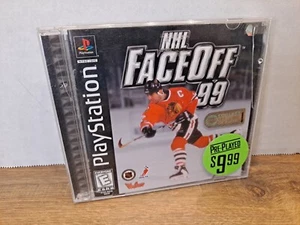 PlayStation
NHL
FACEOFF
99
C
PRE-PLAYED
$9.99
E